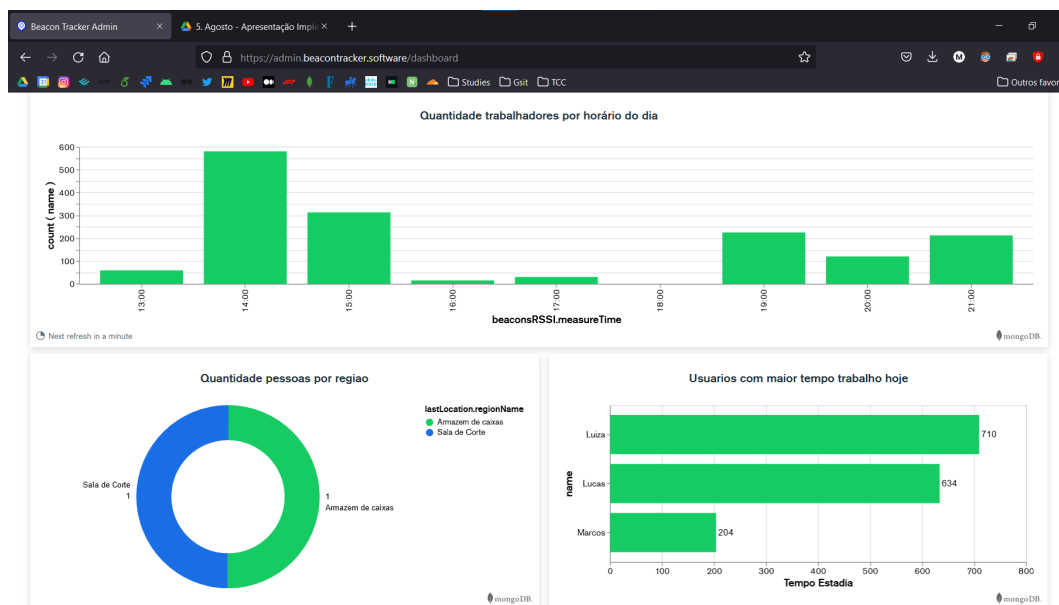 Beacon Tracker Admin
5. Agosto - Apresentação Imple
https://admin.beacontracker.software/dashboard
Studies
Gsit
TCC
Outros favor
Quantidade trabalhadores por horário do dia
count ( name )
600
500
400
300
200
100
0
13:00
14:00
15:00
16:00
17:00
18:00
19:00
20:00
21:00
beaconsRSSI.measureTime
Next refresh in a minute
mongoDB.
Quantidade pessoas por regiao
lastLocation.regionName
Armazem de caixas
Sala de Corte
Sala de Corte
1
1
Armazem de caixas
mongoDB.
Usuarios com maior tempo trabalho hoje
name
Luiza
710
Lucas
634
Marcos
204
0
100
200
300
400
500
600
700
800
Tempo Estadia
mongoDB.